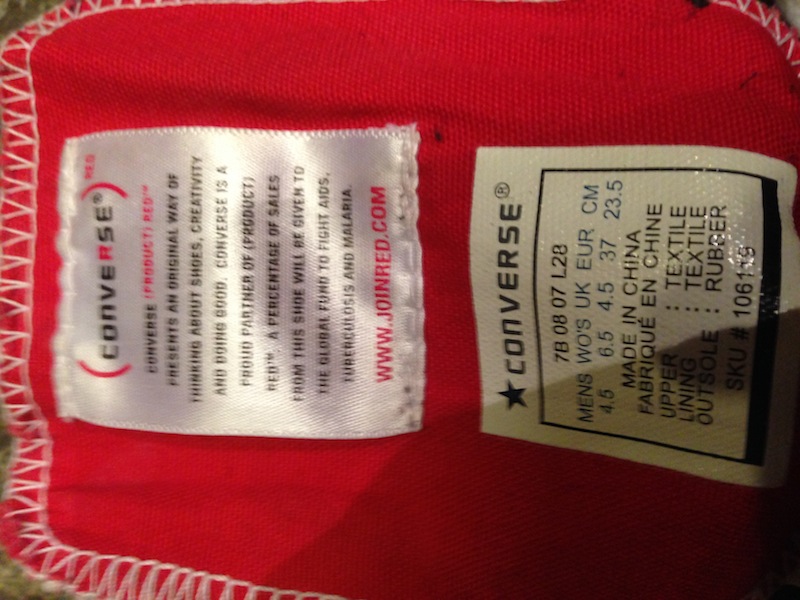 (CONVERSE®)RED
CONVERSE (PRODUCT) RED™
PRESENTS AN ORIGINAL WAY OF
THINKING ABOUT SHOES, CREATIVITY
AND DOING GOOD. CONVERSE IS A
PROUD PARTNER OF (PRODUCT)
RED™. A PERCENTAGE OF SALES
FROM THIS SHOE WILL BE GIVEN TO
THE GLOBAL FUND TO FIGHT AIDS,
TUBERCULOSIS AND MALARIA.
WWW.JOINRED.COM
★CONVERSE®
7B 08 07 L28
MENS WO'S UK EUR CM
4.5 6.5 4.5 37 23.5
MADE IN CHINA
FABRIQUÉ EN CHINE
UPPER : TEXTILE
LINING : TEXTILE
OUTSOLE : RUBBER
SKU #